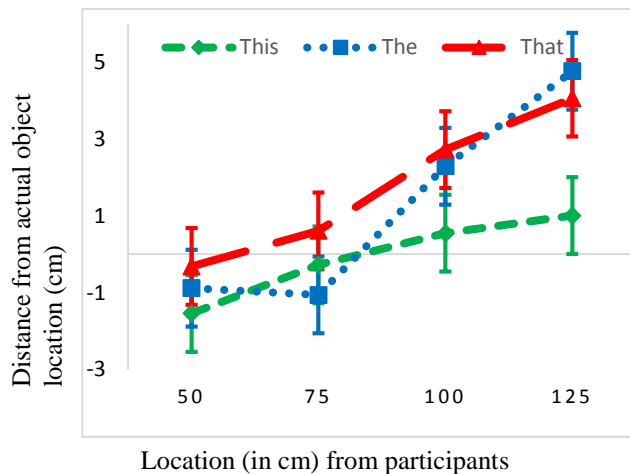 This The That
5
3
1
-1
-3
50 75 100 125
Distance from actual object
location (cm)
Location (in cm) from participants